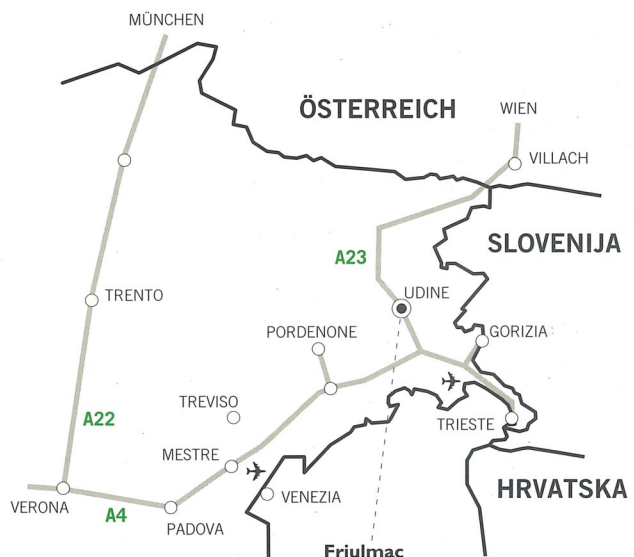 MÜNCHEN
ÖSTERREICH
WIEN
VILLACH
SLOVENIJA
A23
UDINE
TRENTO
PORDENONE
GORIZIA
TREVISO
A22
TRIESTE
MESTRE
HRVATSKA
VENEZIA
VERONA
A4
PADOVA
Friulmac